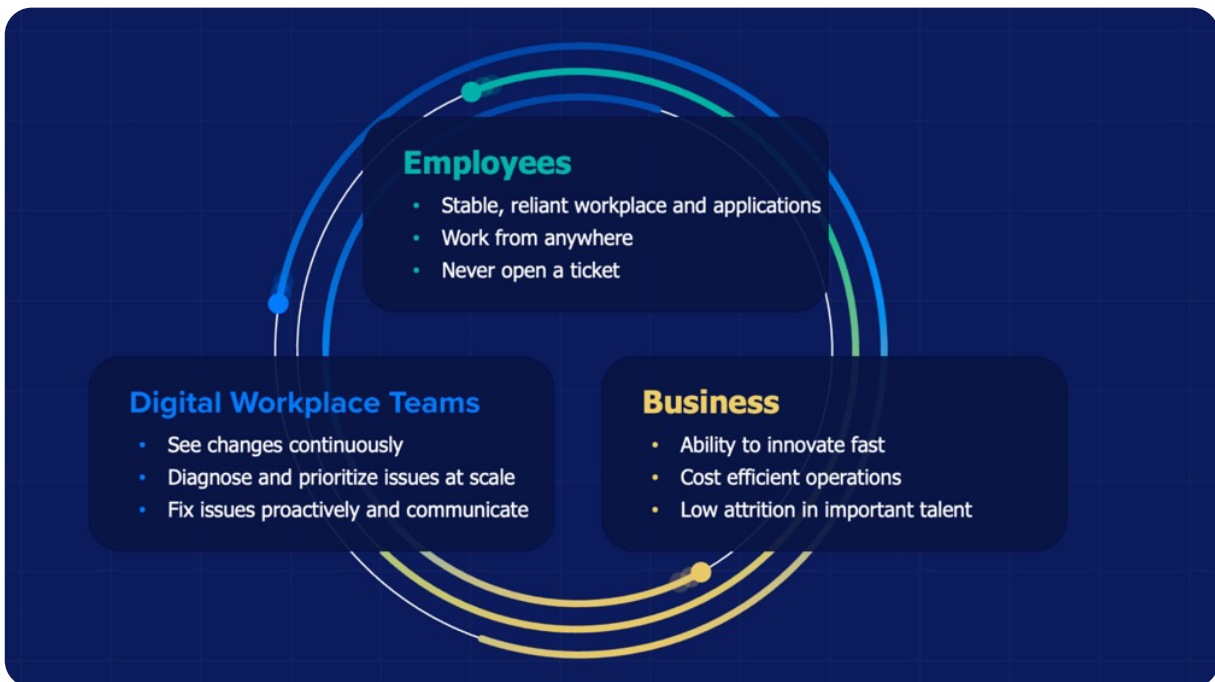 Employees
• Stable, reliant workplace and applications
• Work from anywhere
• Never open a ticket
Digital Workplace Teams
• See changes continuously
• Diagnose and prioritize issues at scale
• Fix issues proactively and communicate
Business
• Ability to innovate fast
• Cost efficient operations
• Low attrition in important talent